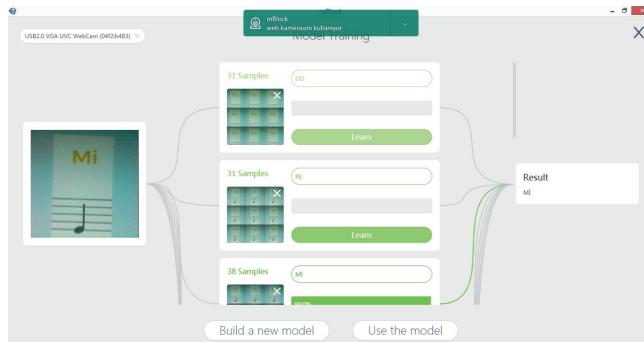 mBlock
mBlock
web kamerasını kullanıyor
USB2.0 VGA UVC WebCam (04f2:b483)
Model Training
31 Samples
DO
Learn
Mi
31 Samples
RE
Learn
Result
Mİ
38 Samples
Mİ
Build a new model
Use the model